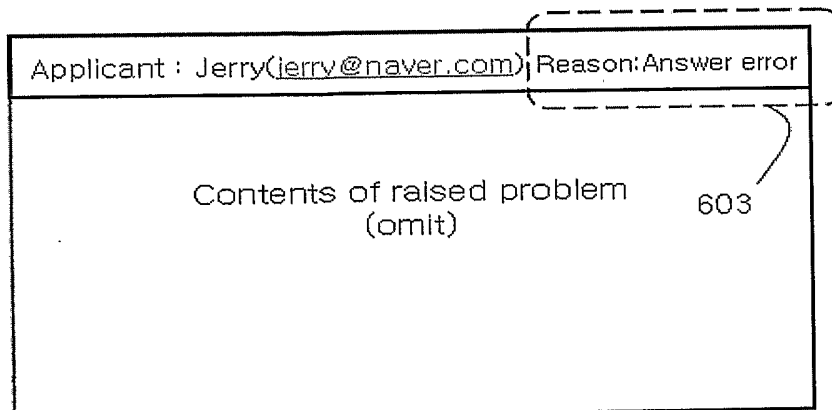 Applicant : Jerry(jerry@naver.com) Reason:Answer error
Contents of raised problem
(omit)
603